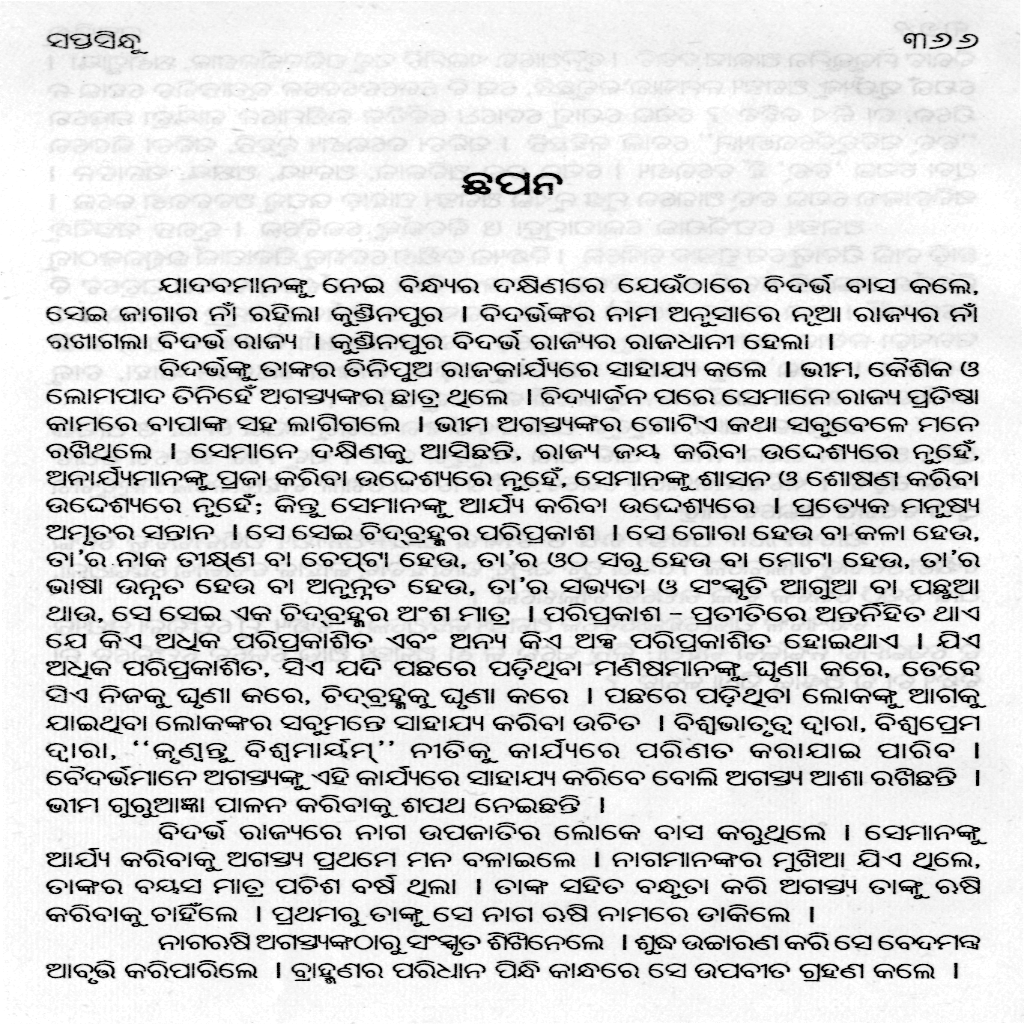 ସପ୍ତସିନ୍ଧୁ ୩୬୬
ଛପନ
ଯାଦବମାନଙ୍କୁ ନେଇ ବିନ୍ଧ୍ୟର ଦକ୍ଷିଣରେ ଯେଉଁଠାରେ ବିଦର୍ଭ ବାସ କଲେ,
ସେଇ ଜାଗାର ନାଁ ରହିଲା କୁଣ୍ଡିନପୁର । ବିଦର୍ଭଙ୍କର ନାମ ଅନୁସାରେ ନୂଆ ରାଜ୍ୟର ନାଁ
ରଖାଗଲା ବିଦର୍ଭ ରାଜ୍ୟ । କୁଣ୍ଡିନପୁର ବିଦର୍ଭ ରାଜ୍ୟର ରାଜଧାନୀ ହେଲା ।
ବିଦର୍ଭଙ୍କୁ ତାଙ୍କର ତିନିପୁଅ ରାଜକାର୍ଯ୍ୟରେ ସାହାଯ୍ୟ କଲେ । ଭୀମ, କୈଶିକ ଓ
ଲୋମପାଦ ତିନିହେଁ ଅଗସ୍ତ୍ୟଙ୍କର ଛାତ୍ର ଥିଲେ । ବିଦ୍ୟାର୍ଜନ ପରେ ସେମାନେ ରାଜ୍ୟ ପ୍ରତିଷ୍ଠା
କାମରେ ବାପାଙ୍କ ସହ ଲାଗିଗଲେ । ଭୀମ ଅଗସ୍ତ୍ୟଙ୍କର ଗୋଟିଏ କଥା ସବୁବେଳେ ମନେ
ରଖିଥିଲେ । ସେମାନେ ଦକ୍ଷିଣକୁ ଆସିଛନ୍ତି, ରାଜ୍ୟ ଜୟ କରିବା ଉଦ୍ଦେଶ୍ୟରେ ନୁହେଁ,
ଅନାର୍ଯ୍ୟମାନଙ୍କୁ ପ୍ରଜା କରିବା ଉଦ୍ଦେଶ୍ୟରେ ନୁହେଁ, ସେମାନଙ୍କୁ ଶାସନ ଓ ଶୋଷଣ କରିବା
ଉଦ୍ଦେଶ୍ୟରେ ନୁହେଁ; କିନ୍ତୁ ସେମାନଙ୍କୁ ଆର୍ଯ୍ୟ କରିବା ଉଦ୍ଦେଶ୍ୟରେ । ପ୍ରତ୍ୟେକ ମନୁଷ୍ୟ
ଅମୃତର ସନ୍ତାନ । ସେ ସେଇ ଚିଦ୍‌ବ୍ରହ୍ମର ପରିପ୍ରକାଶ । ସେ ଗୋରା ହେଉ ବା କଳା ହେଉ,
ତା'ର ନାକ ତୀକ୍ଷ୍ଣ ବା ଚେପ୍‌ଟା ହେଉ, ତା'ର ଓଠ ସରୁ ହେଉ ବା ମୋଟା ହେଉ, ତା'ର
ଭାଷା ଉନ୍ନତ ହେଉ ବା ଅନୁନ୍ନତ ହେଉ, ତା'ର ସଭ୍ୟତା ଓ ସଂସ୍କୃତି ଆଗୁଆ ବା ପଛୁଆ
ଥାଉ, ସେ ସେଇ ଏକ ଚିଦ୍‌ବ୍ରହ୍ମର ଅଂଶ ମାତ୍ର । ପରିପ୍ରକାଶ – ପ୍ରତୀତିରେ ଅନ୍ତର୍ନିହିତ ଥାଏ
ଯେ କିଏ ଅଧିକ ପରିପ୍ରକାଶିତ ଏବଂ ଅନ୍ୟ କିଏ ଅଳ୍ପ ପରିପ୍ରକାଶିତ ହୋଇଥାଏ । ଯିଏ
ଅଧିକ ପରିପ୍ରକାଶିତ, ସିଏ ଯଦି ପଛରେ ପଡ଼ିଥିବା ମଣିଷମାନଙ୍କୁ ଘୃଣା କରେ, ତେବେ
ସିଏ ନିଜକୁ ଘୃଣା କରେ, ଚିଦ୍‌ବ୍ରହ୍ମକୁ ଘୃଣା କରେ । ପଛରେ ପଡ଼ିଥିବା ଲୋକଙ୍କୁ ଆଗକୁ
ଯାଇଥିବା ଲୋକଙ୍କର ସବୁମନ୍ତେ ସାହାଯ୍ୟ କରିବା ଉଚିତ । ବିଶ୍ୱଭାତୃତ୍ୱ ଦ୍ୱାରା, ବିଶ୍ୱପ୍ରେମ
ଦ୍ୱାରା, ‘‘କୃଣ୍ୱନ୍ତୁ ବିଶ୍ୱମାର୍ଯ୍ୟମ୍’’ ନୀତିକୁ କାର୍ଯ୍ୟରେ ପରିଣତ କରାଯାଇ ପାରିବ ।
ବୈଦର୍ଭମାନେ ଅଗସ୍ତ୍ୟଙ୍କୁ ଏହି କାର୍ଯ୍ୟରେ ସାହାଯ୍ୟ କରିବେ ବୋଲି ଅଗସ୍ତ୍ୟ ଆଶା ରଖିଛନ୍ତି ।
ଭୀମ ଗୁରୁଆଜ୍ଞା ପାଳନ କରିବାକୁ ଶପଥ ନେଇଛନ୍ତି ।
ବିଦର୍ଭ ରାଜ୍ୟରେ ନାଗ ଉପଜାତିର ଲୋକେ ବାସ କରୁଥିଲେ । ସେମାନଙ୍କୁ
ଆର୍ଯ୍ୟ କରିବାକୁ ଅଗସ୍ତ୍ୟ ପ୍ରଥମେ ମନ ବଳାଇଲେ । ନାଗମାନଙ୍କର ମୁଖିଆ ଯିଏ ଥିଲେ,
ତାଙ୍କର ବୟସ ମାତ୍ର ପଚିଶ ବର୍ଷ ଥିଲା । ତାଙ୍କ ସହିତ ବନ୍ଧୁତା କରି ଅଗସ୍ତ୍ୟ ତାଙ୍କୁ ଋଷି
କରିବାକୁ ଚାହିଁଲେ । ପ୍ରଥମରୁ ତାଙ୍କୁ ସେ ନାଗ ଋଷି ନାମରେ ଡାକିଲେ ।
ନାଗଋଷି ଅଗସ୍ତ୍ୟଙ୍କଠାରୁ ସଂସ୍କୃତ ଶିଖିନେଲେ । ଶୁଦ୍ଧ ଉଚ୍ଚାରଣ କରି ସେ ବେଦମନ୍ତ୍ର
ଆବୃତ୍ତି କରିପାରିଲେ । ବ୍ରାହ୍ମଣର ପରିଧାନ ପିନ୍ଧି କାନ୍ଧରେ ସେ ଉପବୀତ ଗ୍ରହଣ କଲେ ।